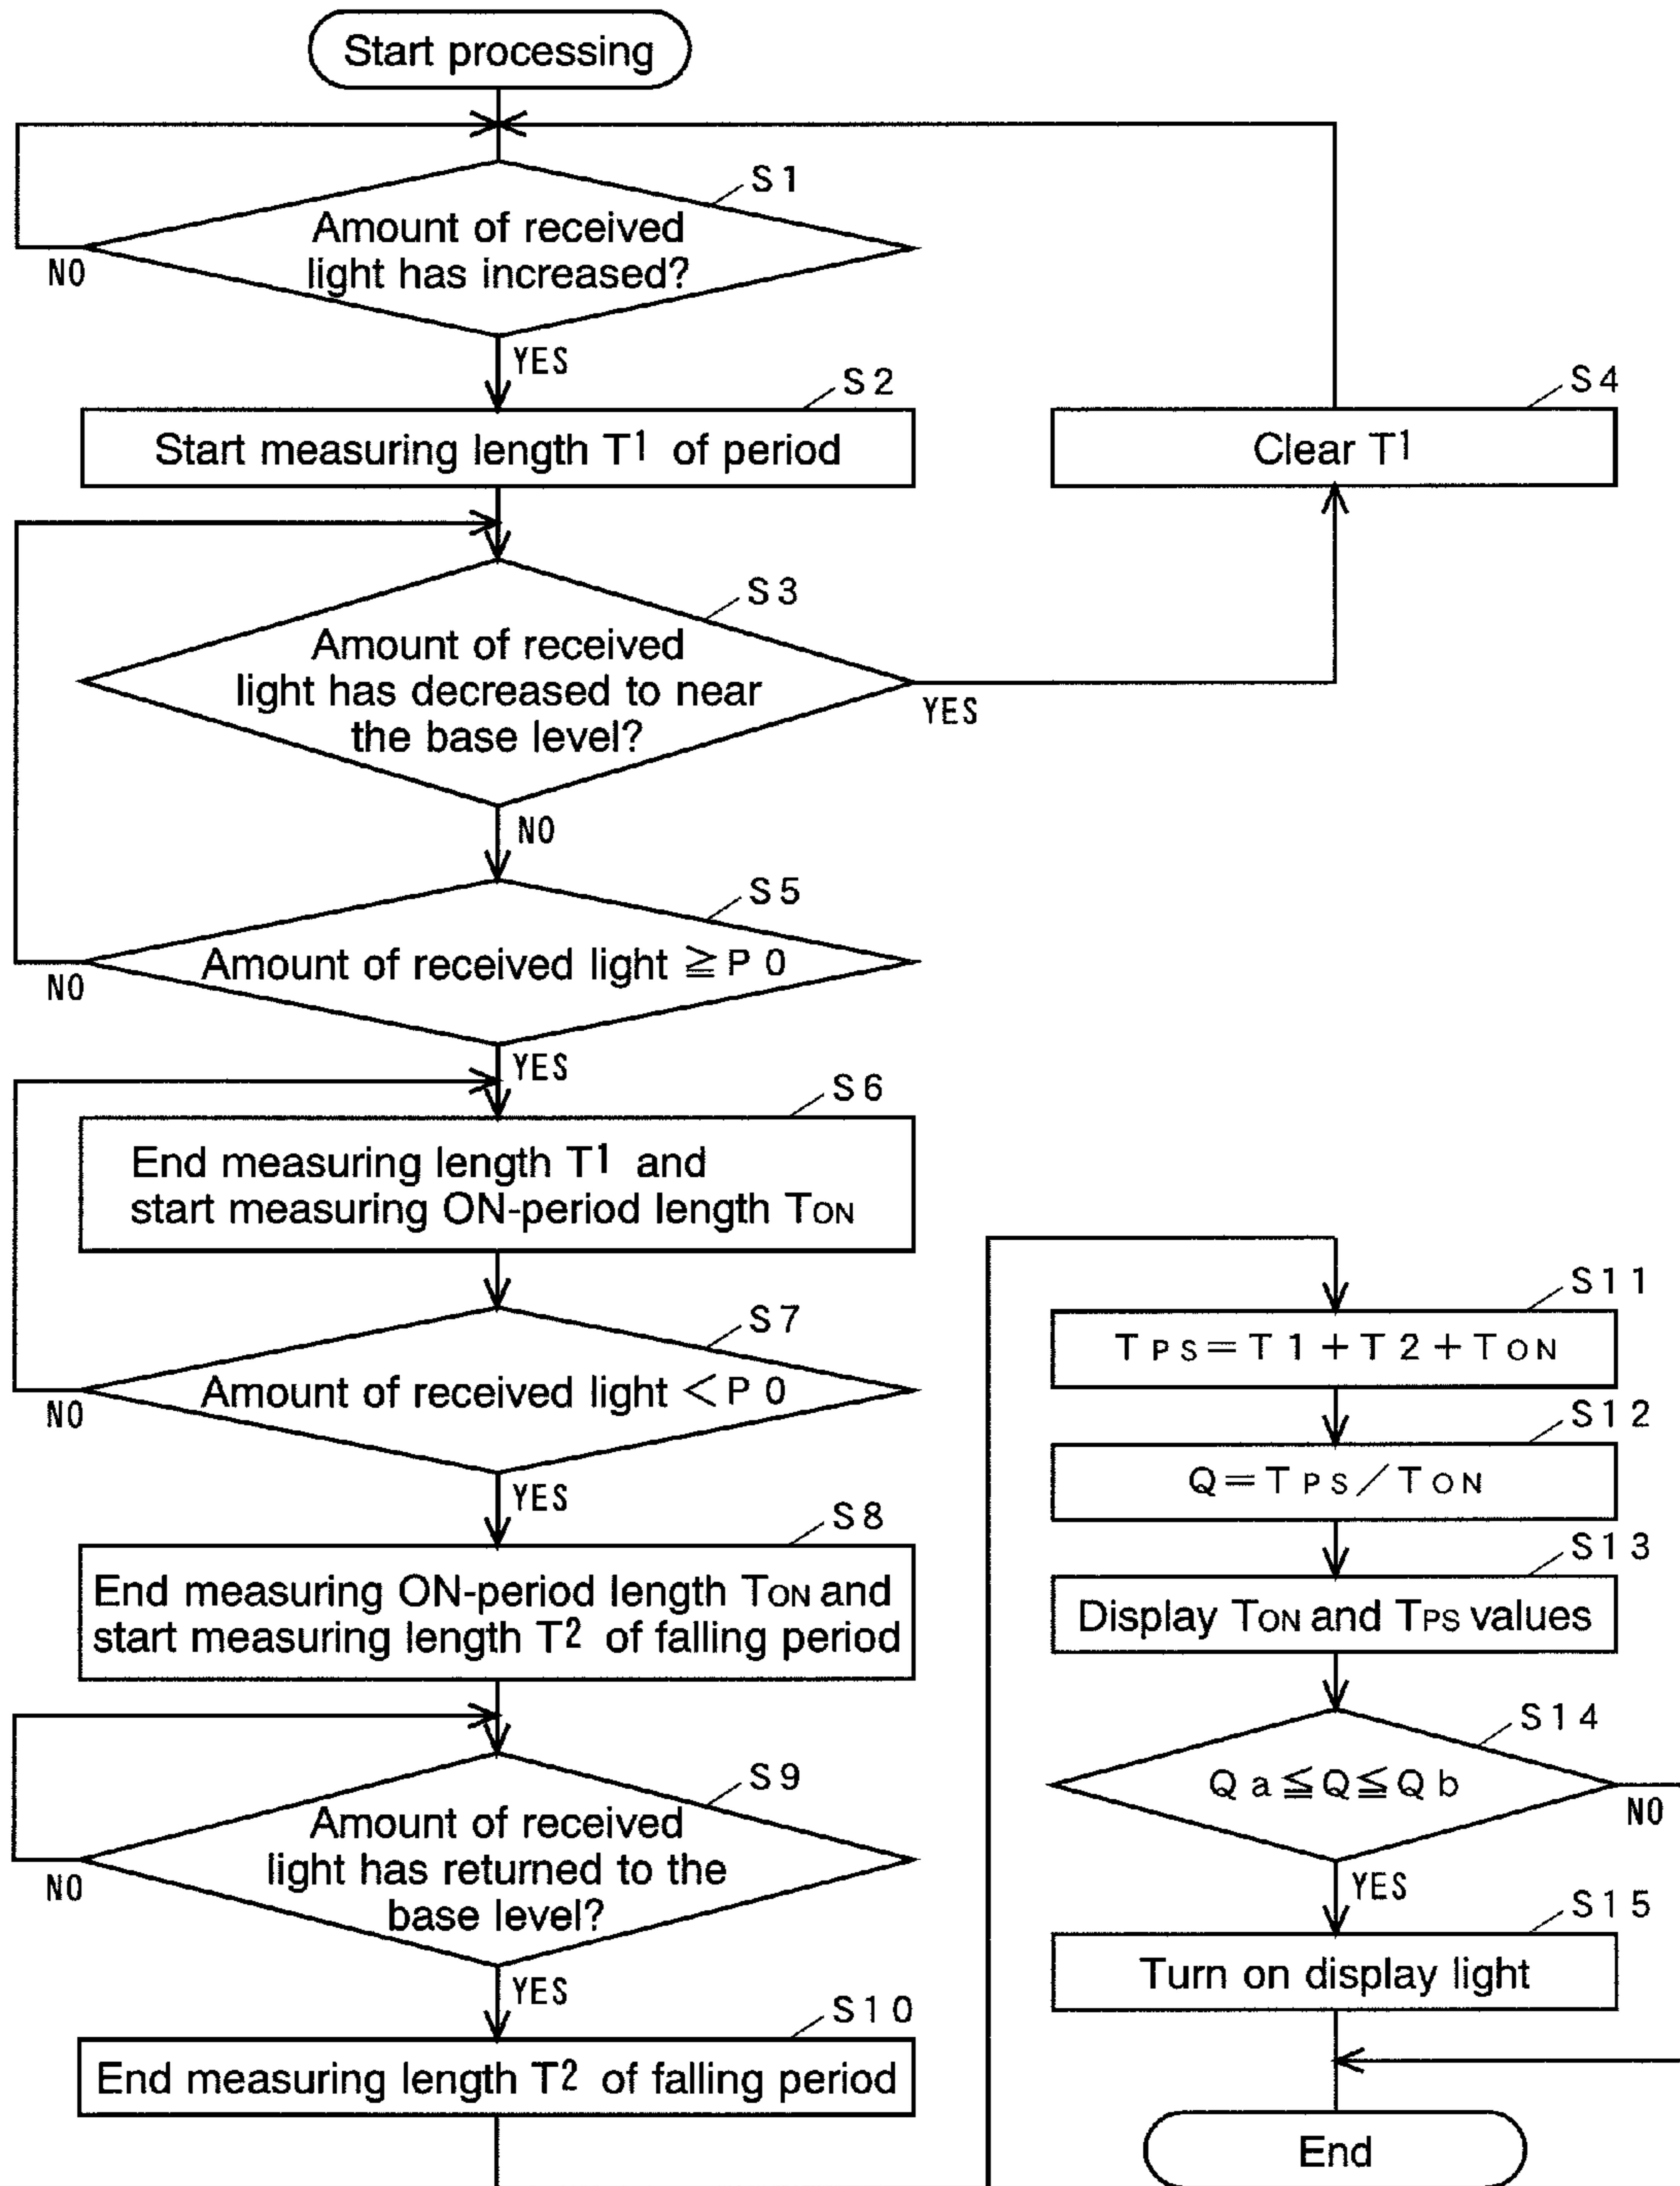 Start processing
S1
Amount of received
light has increased?
NO
YES
S2
Start measuring length T1 of period
S4
Clear T1
S3
Amount of received
light has decreased to near
the base level?
YES
NO
S5
Amount of received light ≧P0
NO
YES
S6
End measuring length T1 and
start measuring ON-period length TON
S7
Amount of received light <P0
NO
YES
S8
End measuring ON-period length TON and
start measuring length T2 of falling period
S9
Amount of received
light has returned to the
base level?
NO
YES
S10
End measuring length T2 of falling period
S11
TPS=T1+T2+TON
S12
Q=TPS/TON
S13
Display TON and TPS values
S14
Qa≦Q≦Qb
NO
YES
S15
Turn on display light
End